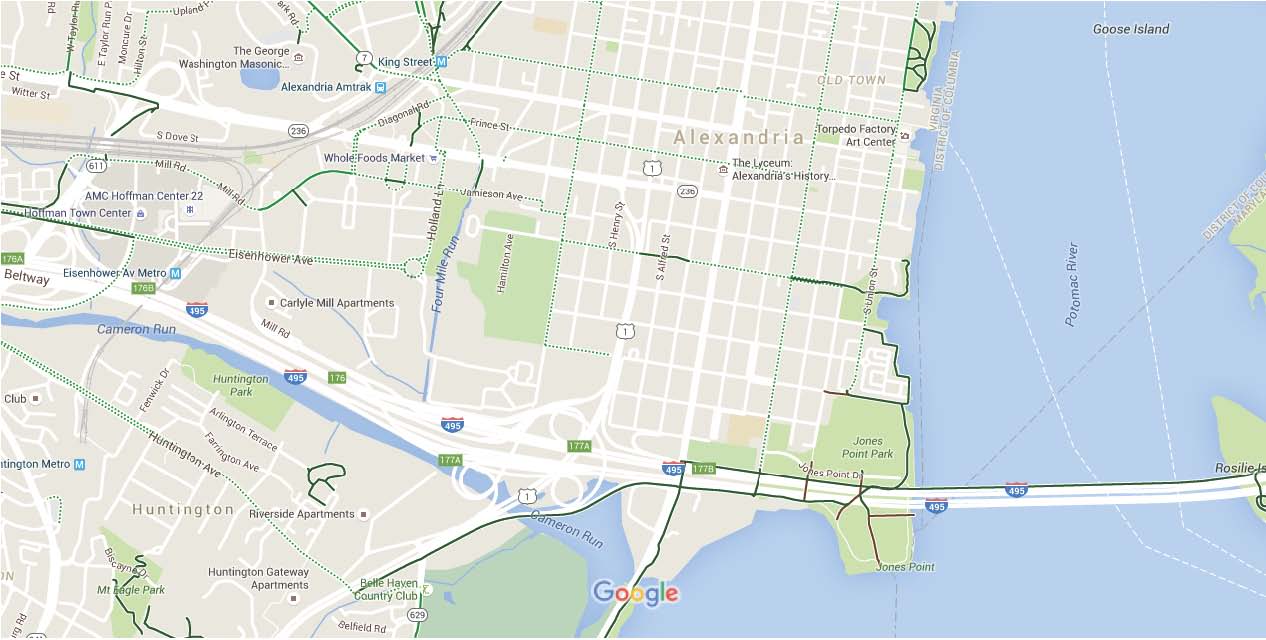 Upland Pl
Park Rd
W Taylor Run
E Taylor Run P
Moncure Dr
Hilton St
Rd
Goose Island
The George
Washington Masonic...
7
King Street M
Alexandria Amtrak
OLD TOWN
e St
Witter St
VIRGINIA
DISTRICT OF COLUMBIA
Diagonal Rd
Prince St
236
S Dove St
Alexandria
Torpedo Factory
Art Center
Whole Foods Market
611
Mill Rd
Mill Rd
1
The Lyceum:
Alexandria's History...
236
AMC Hoffman Center 22
Hoffman Town Center
Jamieson Ave
Holland Ln
S Henry St
S Alfred St
DISTRICT OF CO
MARYLA
Hamilton Ave
Four Mile Run
Eisenhower Ave
176A
Beltway
Eisenhower Av Metro M
176B
495
Potomac River
S Union St
Carlyle Mill Apartments
Mill Rd
Cameron Run
1
495
176
Huntington
Park
Fenwick Dr
Club
Arlington Terrace
Farrington Ave
Huntington Ave
495
177A
177A
495
177B
Jones
Point Park
Jones Point Dr
ntington Metro M
Rosilie Is
495
495
1
Huntington
Riverside Apartments
Cameron Run
Biscayne Dr
Mt Eagle Park
Huntington Gateway
Apartments
Belle Haven
Country Club
Jones Point
Google
629
Belfield Rd
rg Rd
ON